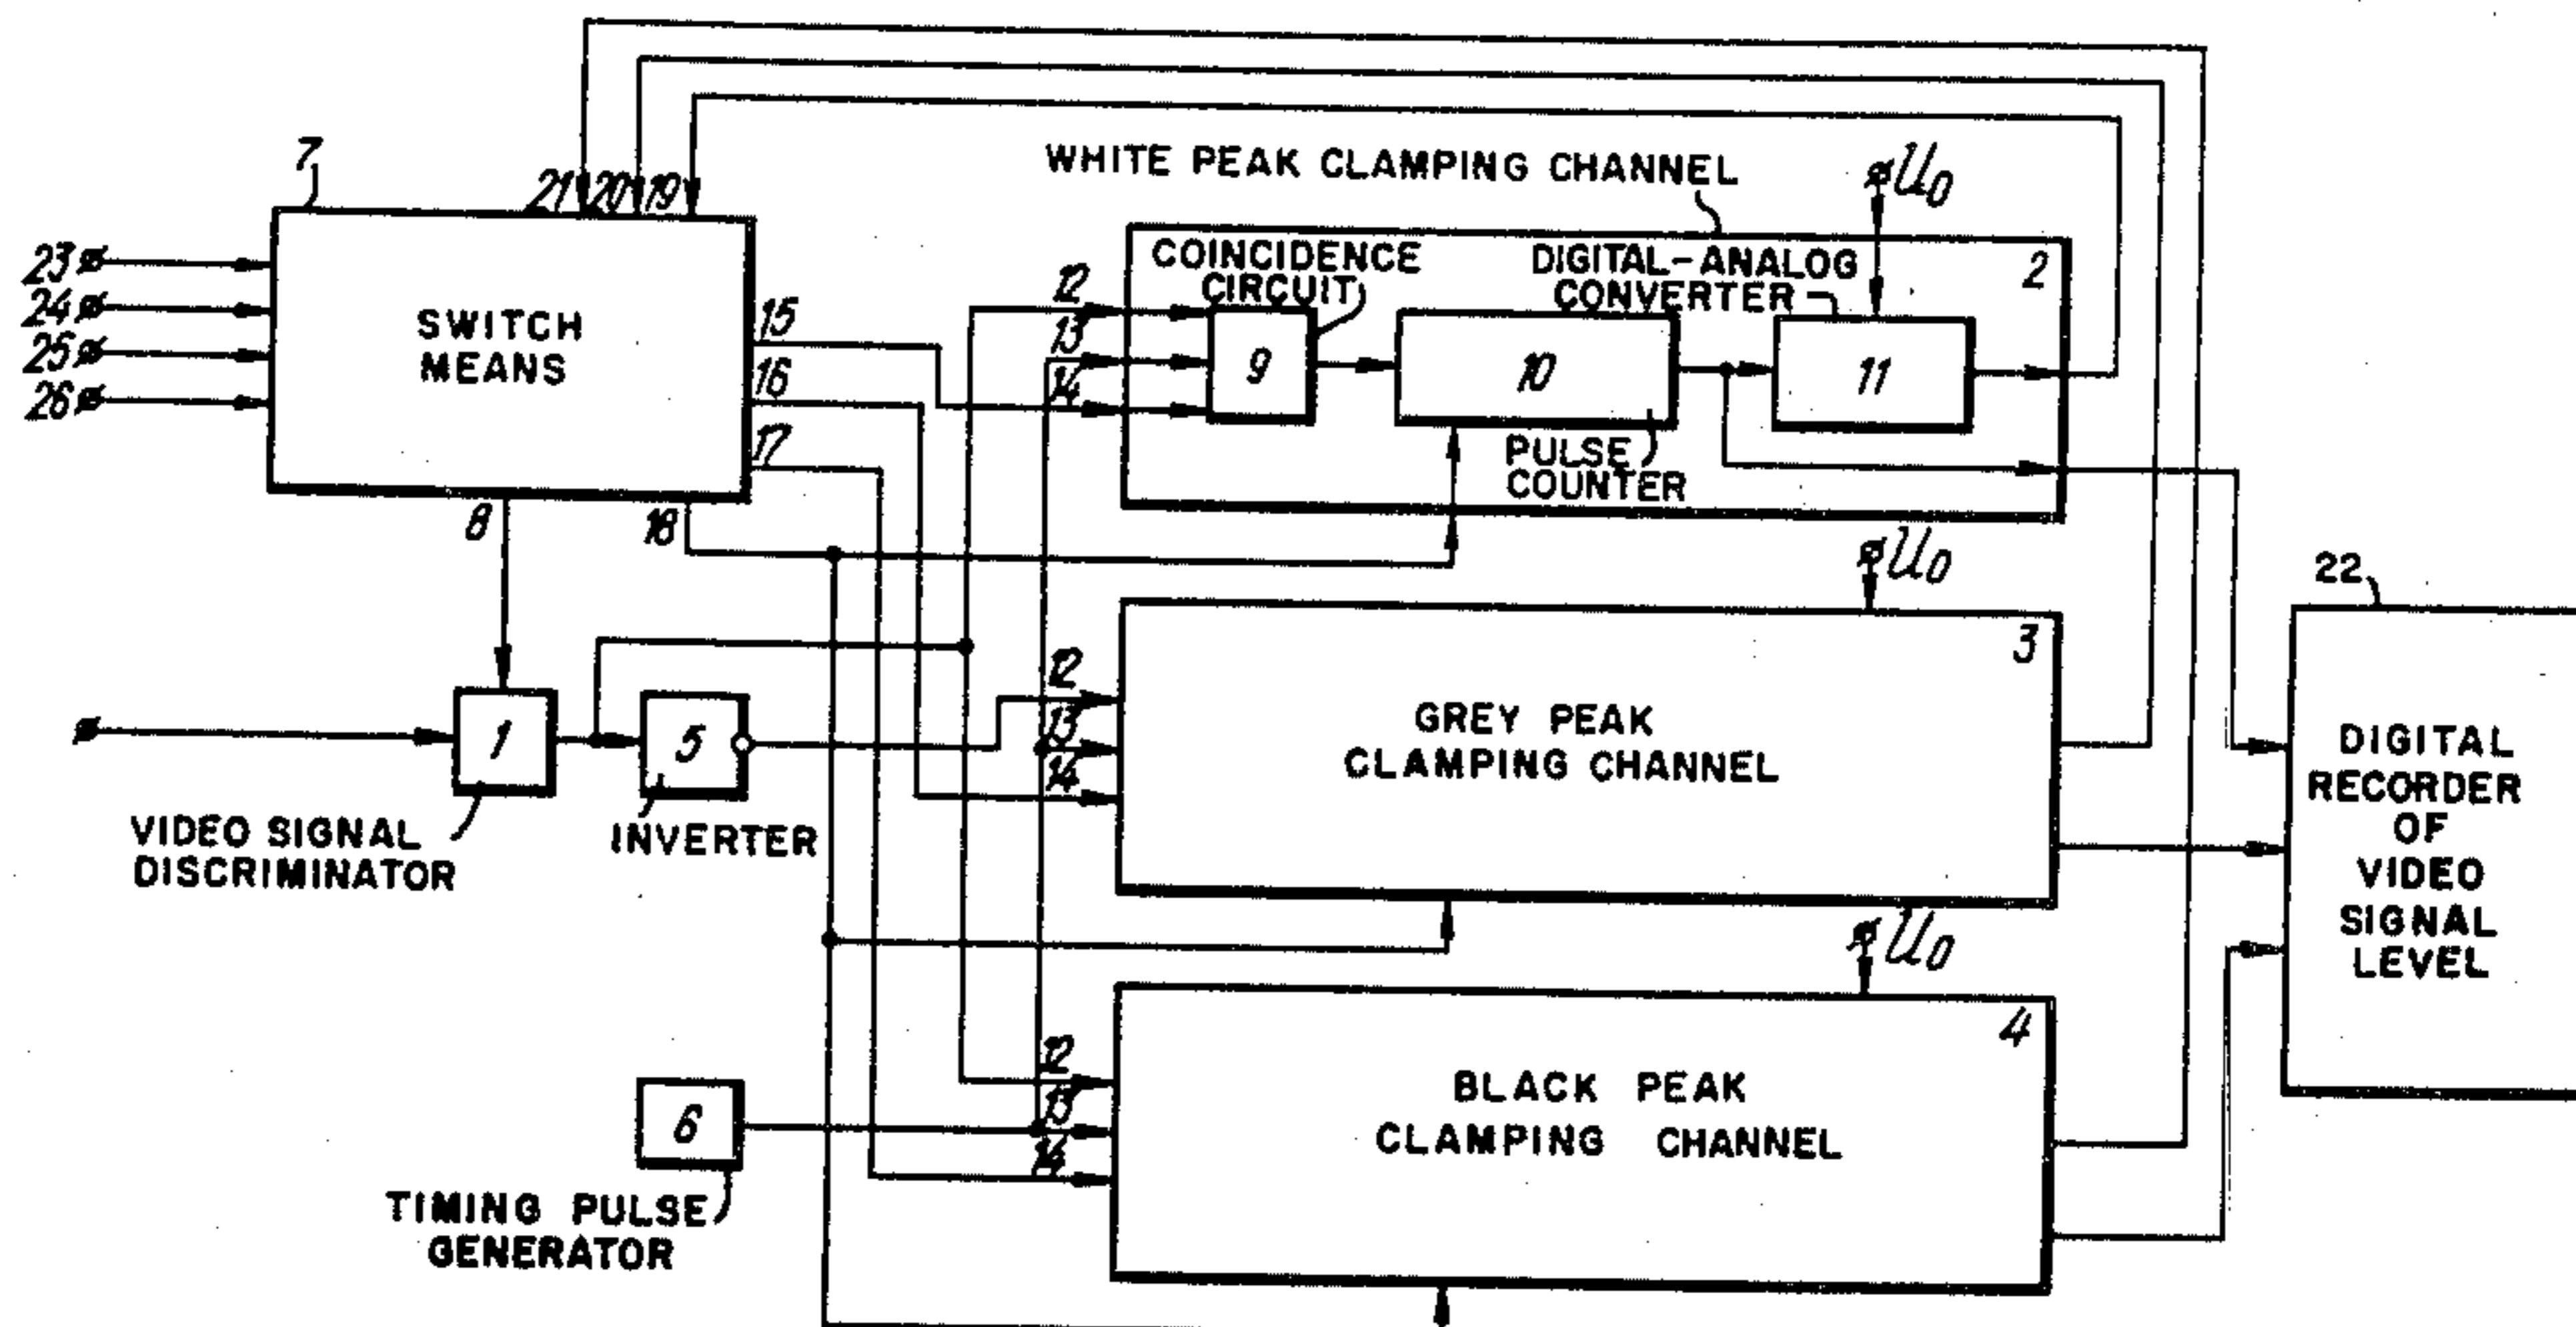 7
21 20 19
WHITE PEAK CLAMPING CHANNEL
U0
23
24
25
26
SWITCH
MEANS
15
16
17
8
18
12
13
14
COINCIDENCE
CIRCUIT
9
10
PULSE
COUNTER
DIGITAL-ANALOG
CONVERTER
11
2
U0
12
13
14
3
GREY PEAK
CLAMPING CHANNEL
22
1
5
VIDEO SIGNAL
DISCRIMINATOR
INVERTER
DIGITAL
RECORDER
OF
VIDEO
SIGNAL
LEVEL
U0
12
13
14
4
BLACK PEAK
CLAMPING CHANNEL
6
TIMING PULSE
GENERATOR